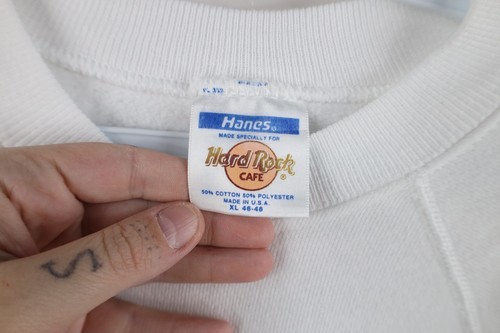 Hanes
MADE SPECIALLY FOR
Hard Rock
CAFE
®
50% COTTON 50% POLYESTER
MADE IN U.S.A.
XL 46-48